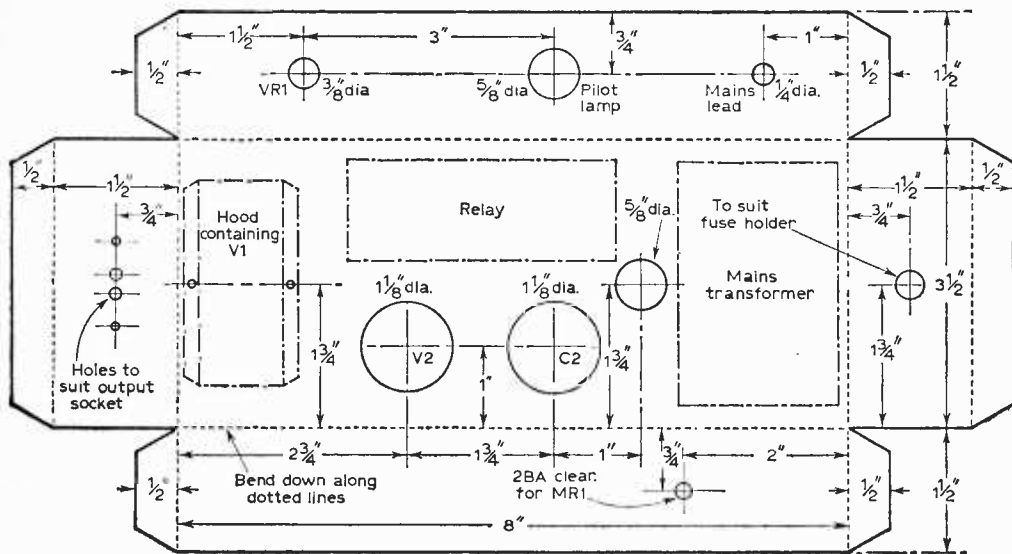 1½"
3"
¾"
1"
½"
½"
1½"
VR1
⅜ dia
⅝" dia
Pilot
lamp
Mains
lead
¼" dia.
½"
1½"
¾"
Hood
containing
V1
Relay
⅝" dia.
To suit
fuse holder
1½"
½"
¾"
Mains
transformer
3½"
1⅛" dia.
1⅛" dia.
1¾"
V2
1"
C2
1¾"
1¾"
Holes to
suit output
socket
2¾"
1¾"
1"
¾"
2"
Bend down along
dotted lines
2BA clear.
for MR1
½"
½"
1½"
8"